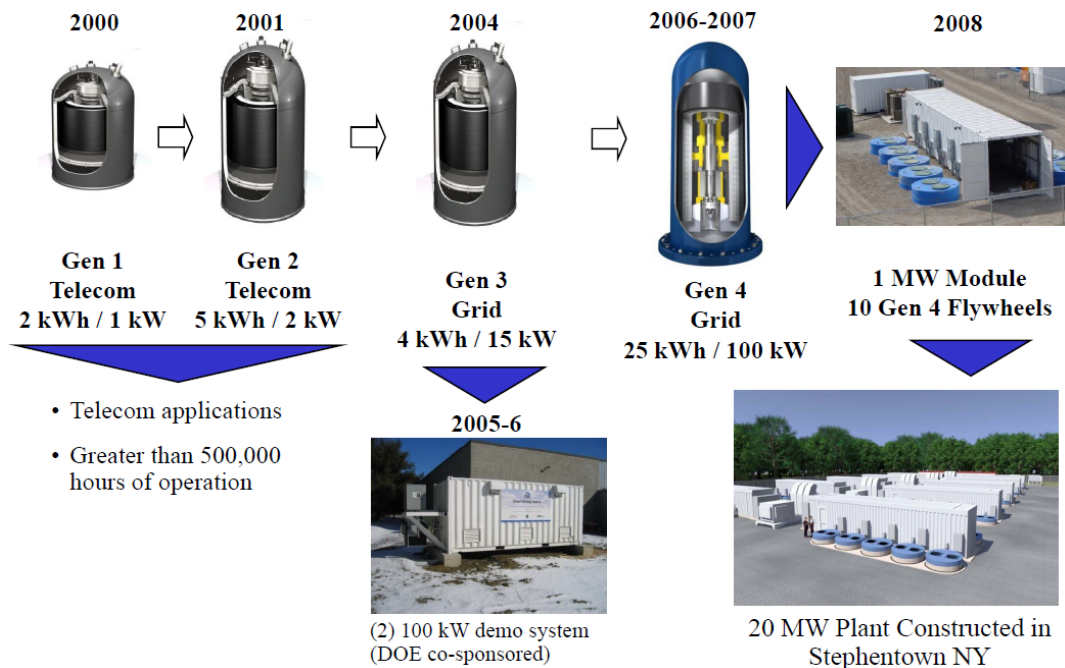 2000
2001
2004
2006-2007
2008
Gen 1
Telecom
2 kWh / 1 kW
Gen 2
Telecom
5 kWh / 2 kW
Gen 3
Grid
4 kWh / 15 kW
Gen 4
Grid
25 kWh / 100 kW
1 MW Module
10 Gen 4 Flywheels
• Telecom applications
• Greater than 500,000
hours of operation
2005-6
(2) 100 kW demo system
(DOE co-sponsored)
20 MW Plant Constructed in
Stephentown NY